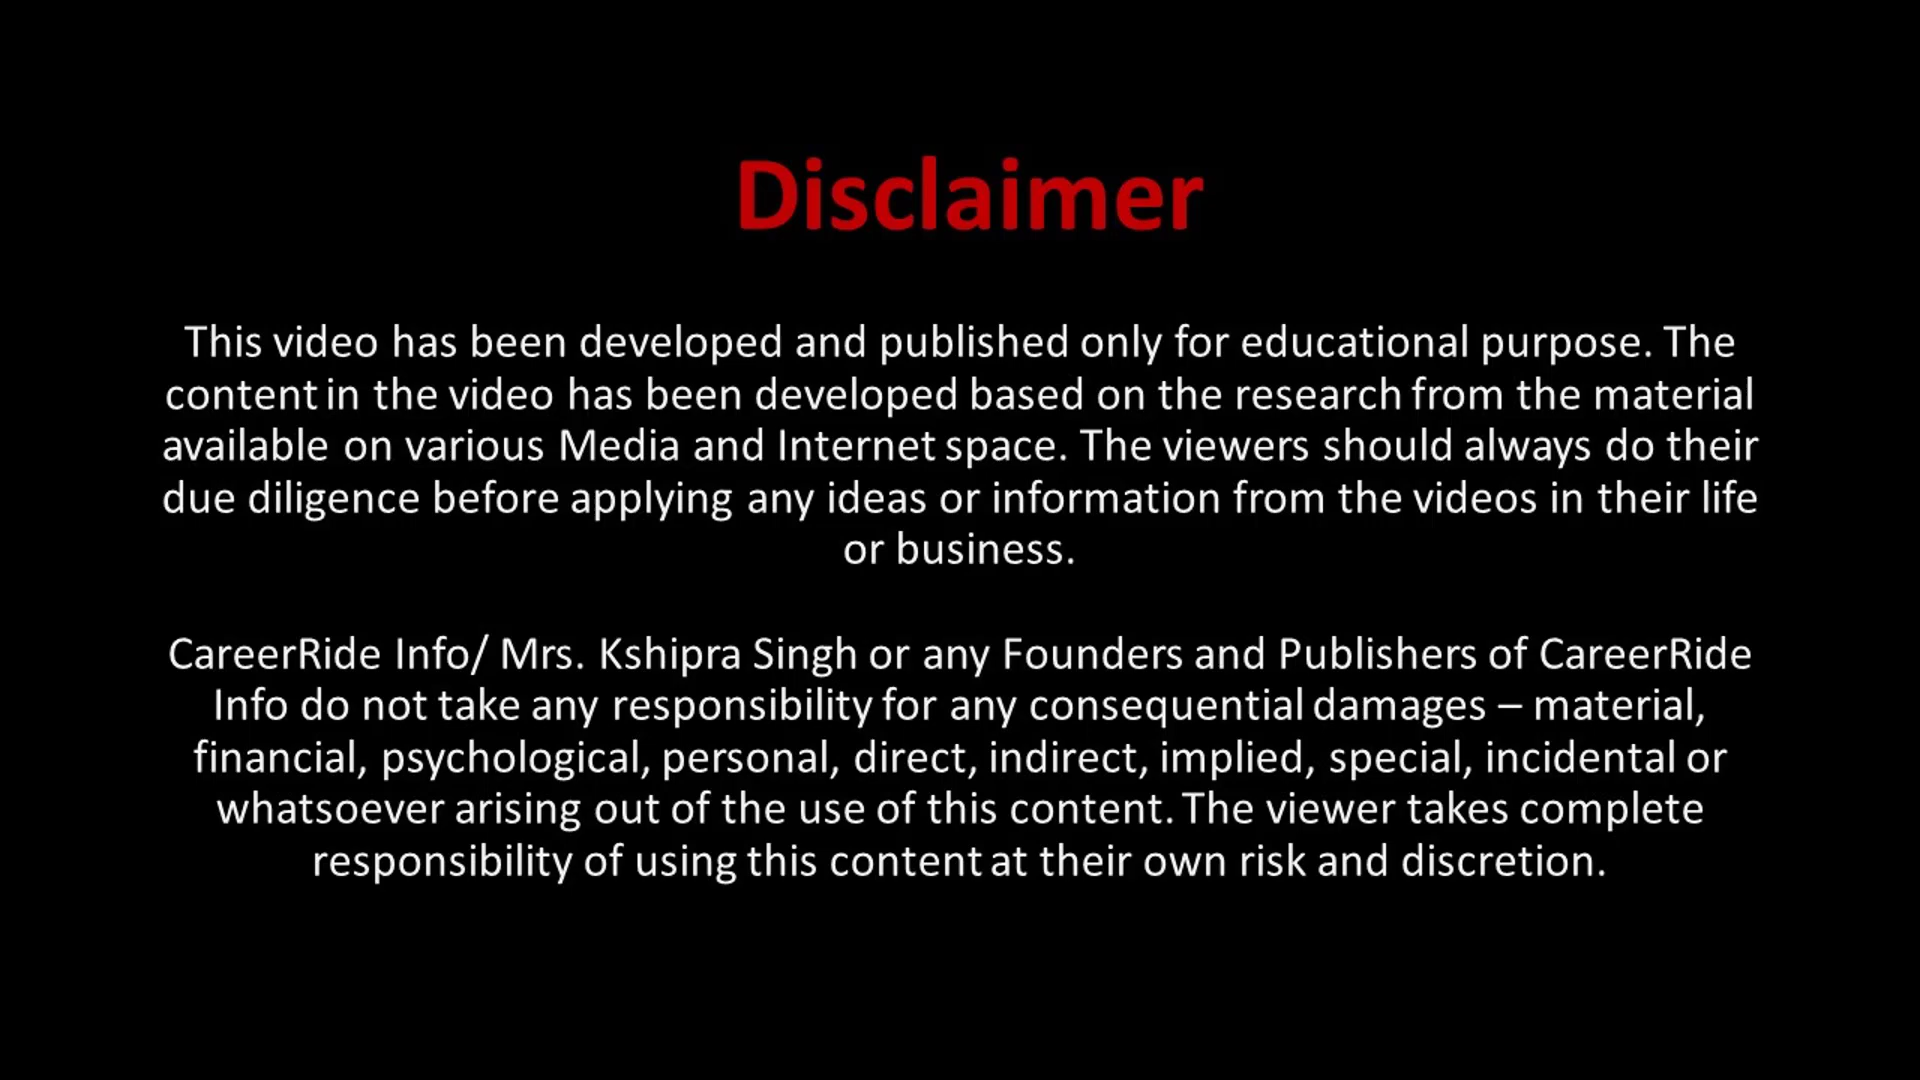 Disclaimer
This video has been developed and published only for educational purpose. The
content in the video has been developed based on the research from the material
available on various Media and Internet space. The viewers should always do their
due diligence before applying any ideas or information from the videos in their life
or business.
CareerRide Info/ Mrs. Kshipra Singh or any Founders and Publishers of CareerRide
Info do not take any responsibility for any consequential damages – material,
financial, psychological, personal, direct, indirect, implied, special, incidental or
whatsoever arising out of the use of this content. The viewer takes complete
responsibility of using this content at their own risk and discretion.